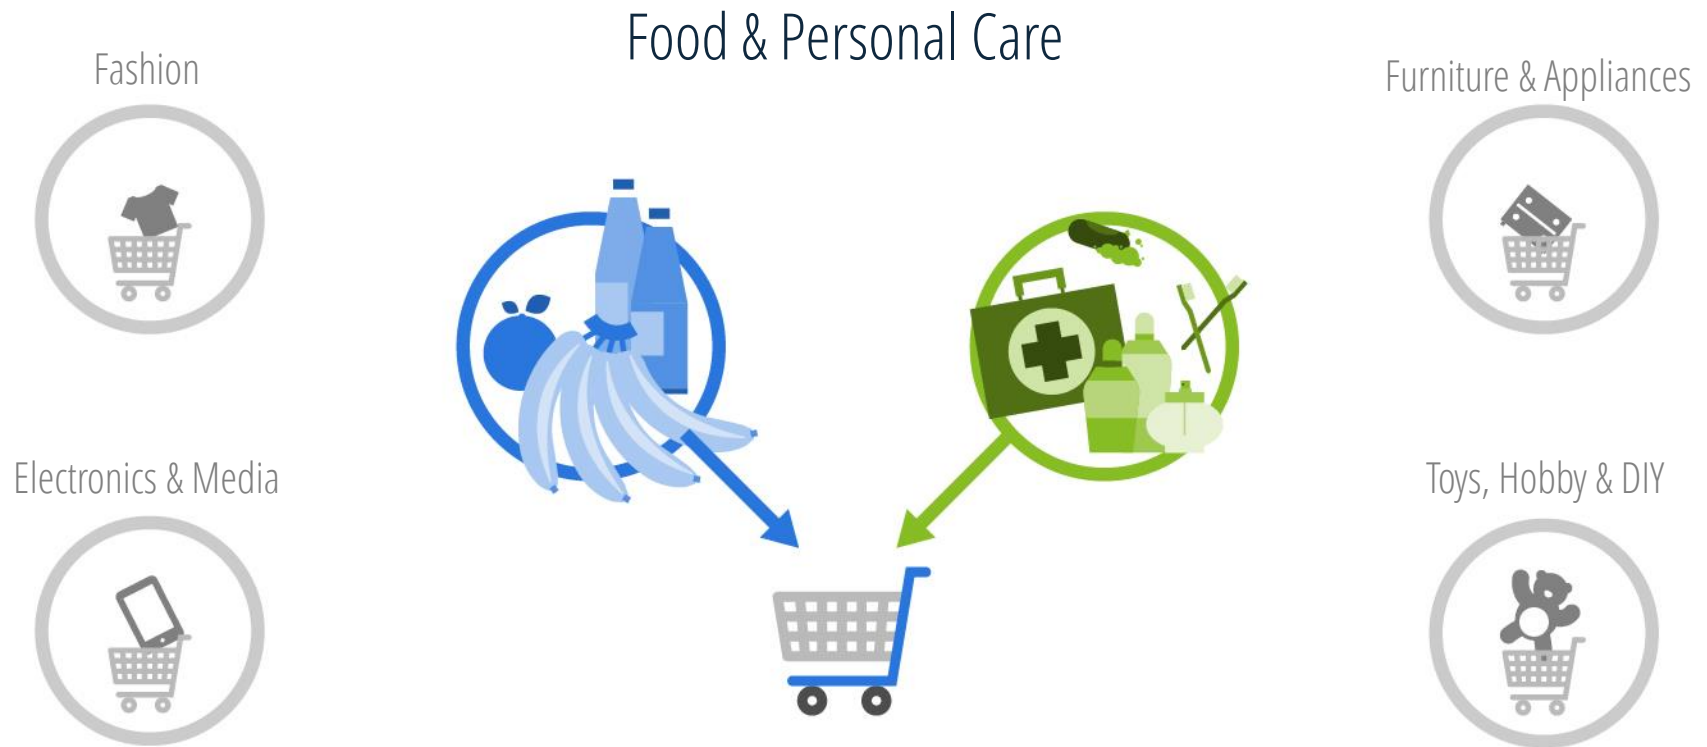 Food & Personal Care
Fashion
Furniture & Appliances
Electronics & Media
Toys, Hobby & DIY